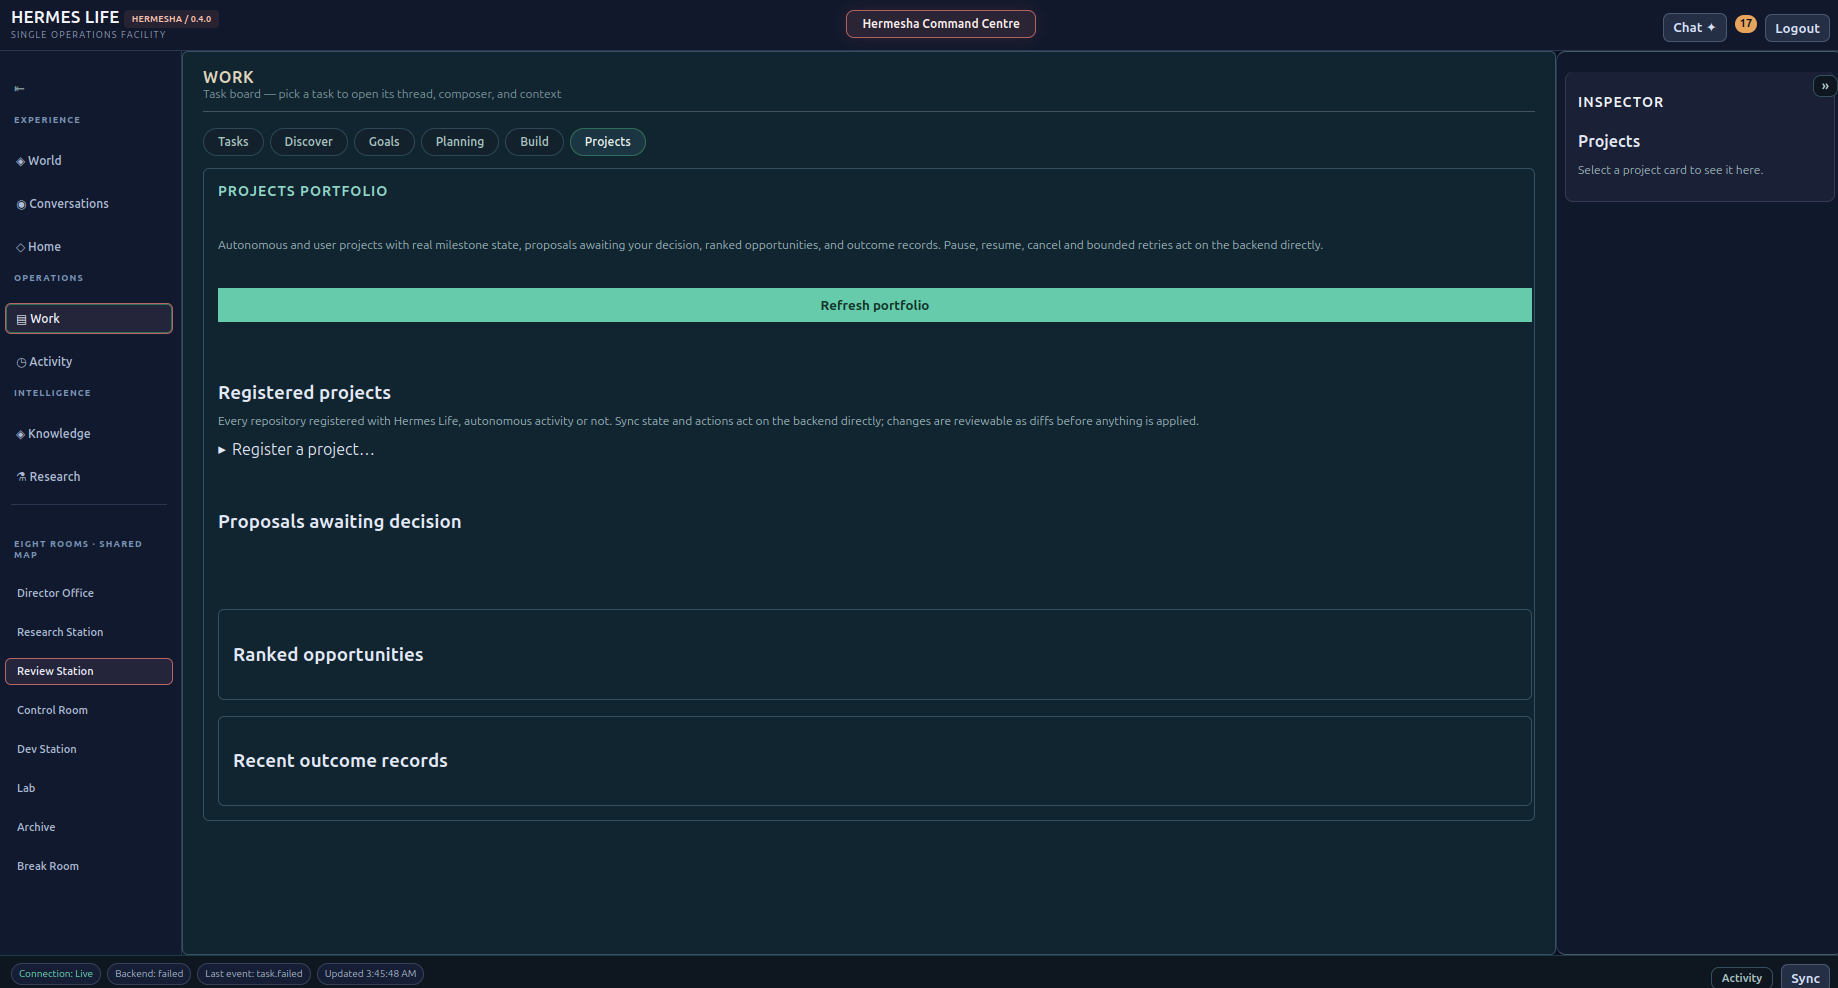 HERMES LIFE HERMESHA / 0.4.0
SINGLE OPERATIONS FACILITY
Hermesha Command Centre
Chat ✦ 17 Logout
EXPERIENCE
◈ World
◉ Conversations
◇ Home
OPERATIONS
▤ Work
◷ Activity
INTELLIGENCE
◈ Knowledge
⚗ Research
EIGHT ROOMS · SHARED
MAP
Director Office
Research Station
Review Station
Control Room
Dev Station
Lab
Archive
Break Room
WORK
Task board — pick a task to open its thread, composer, and context
Tasks Discover Goals Planning Build Projects
PROJECTS PORTFOLIO
Autonomous and user projects with real milestone state, proposals awaiting your decision, ranked opportunities, and outcome records. Pause, resume, cancel and bounded retries act on the backend directly.
Refresh portfolio
Registered projects
Every repository registered with Hermes Life, autonomous activity or not. Sync state and actions act on the backend directly; changes are reviewable as diffs before anything is applied.
▸ Register a project…
Proposals awaiting decision
Ranked opportunities
Recent outcome records
»
INSPECTOR
Projects
Select a project card to see it here.
Connection: Live Backend: failed Last event: task.failed Updated 3:45:48 AM
Activity Sync